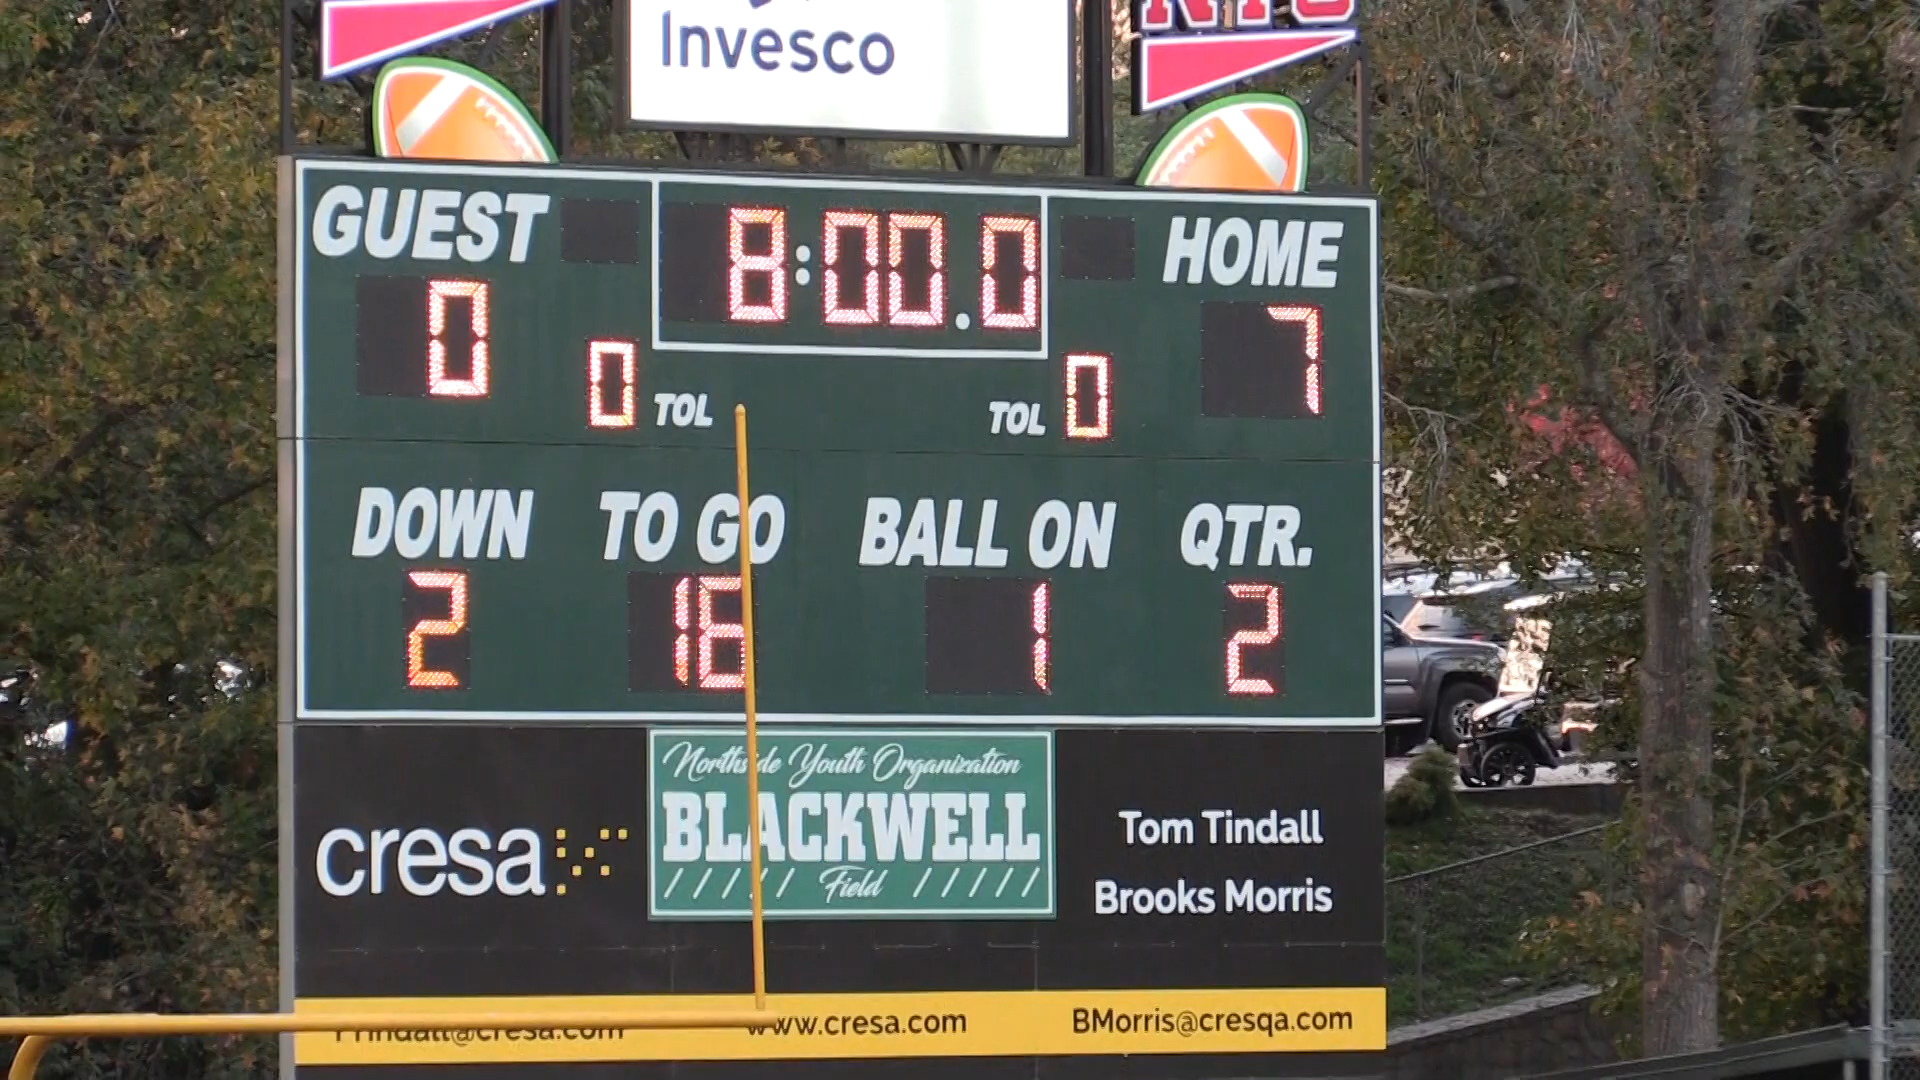 Invesco
NYO
GUEST
8:00.0
HOME
0
7
0 TOL
TOL 0
DOWN
TO GO
BALL ON
QTR.
2
16
1
2
cresa
Northside Youth Organization
BLACKWELL
Field
Tom Tindall
Brooks Morris
www.cresa.com
BMorris@cresqa.com